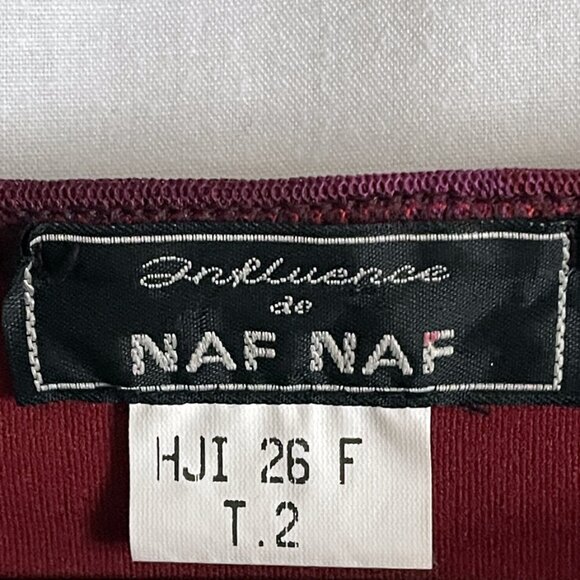 Influence
de
NAF NAF
HJI 26 F
T.2